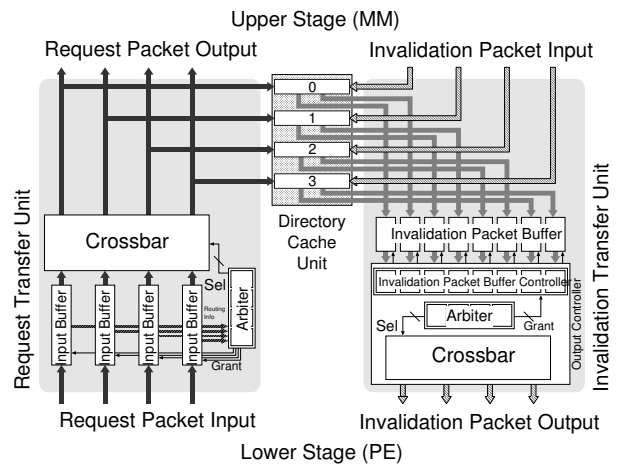 Upper Stage (MM)
Request Packet Output
Invalidation Packet Input
0
1
2
3
Directory
Cache
Unit
Request Transfer Unit
Crossbar
Sel
Input Buffer
Input Buffer
Input Buffer
Input Buffer
Routing
Info
Arbiter
Grant
Request Packet Input
Invalidation Packet Buffer
Invalidation Packet Buffer Controller
Arbiter
Sel
Grant
Crossbar
Output Controller
Invalidation Transfer Unit
Invalidation Packet Output
Lower Stage (PE)